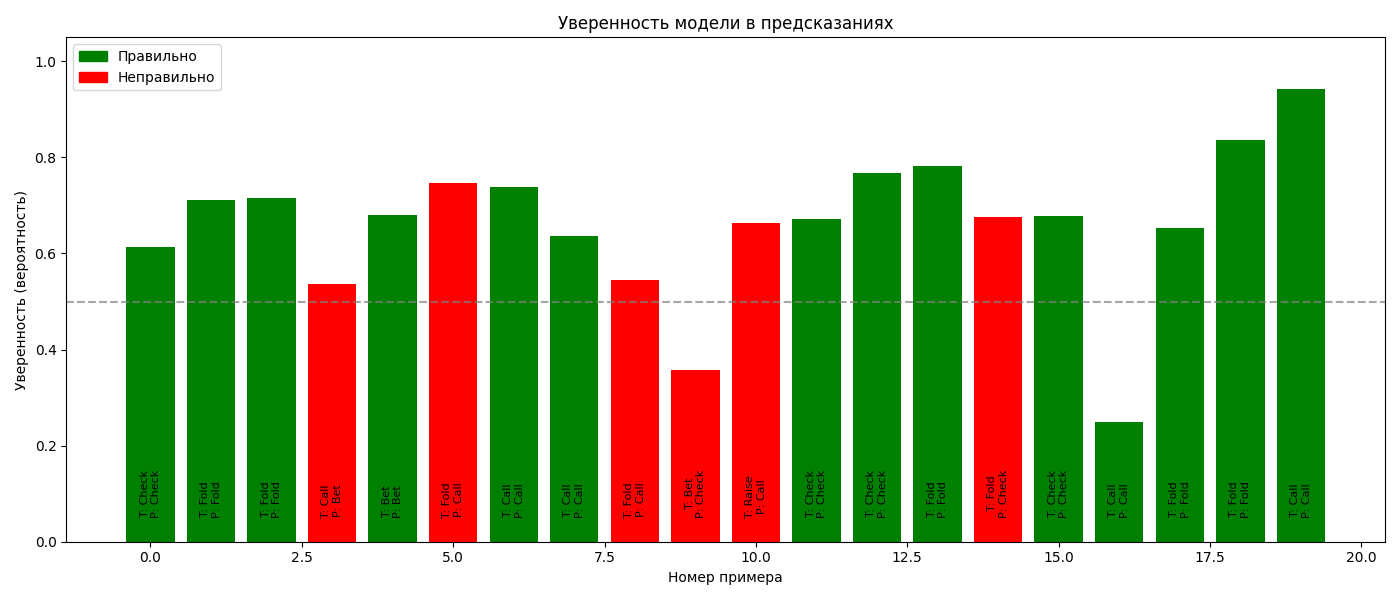 Уверенность модели в предсказаниях
Правильно
Неправильно
Уверенность (вероятность)
1.0
0.8
0.6
0.4
0.2
0.0
T: Check
P: Check
T: Fold
P: Fold
T: Fold
P: Fold
T: Call
P: Bet
T: Bet
P: Bet
T: Fold
P: Call
T: Call
P: Call
T: Call
P: Call
T: Fold
P: Call
T: Bet
P: Check
T: Raise
P: Call
T: Check
P: Check
T: Check
P: Check
T: Fold
P: Fold
T: Fold
P: Check
T: Check
P: Check
T: Call
P: Call
T: Fold
P: Fold
T: Fold
P: Fold
T: Call
P: Call
0.0
2.5
5.0
7.5
10.0
12.5
15.0
17.5
20.0
Номер примера